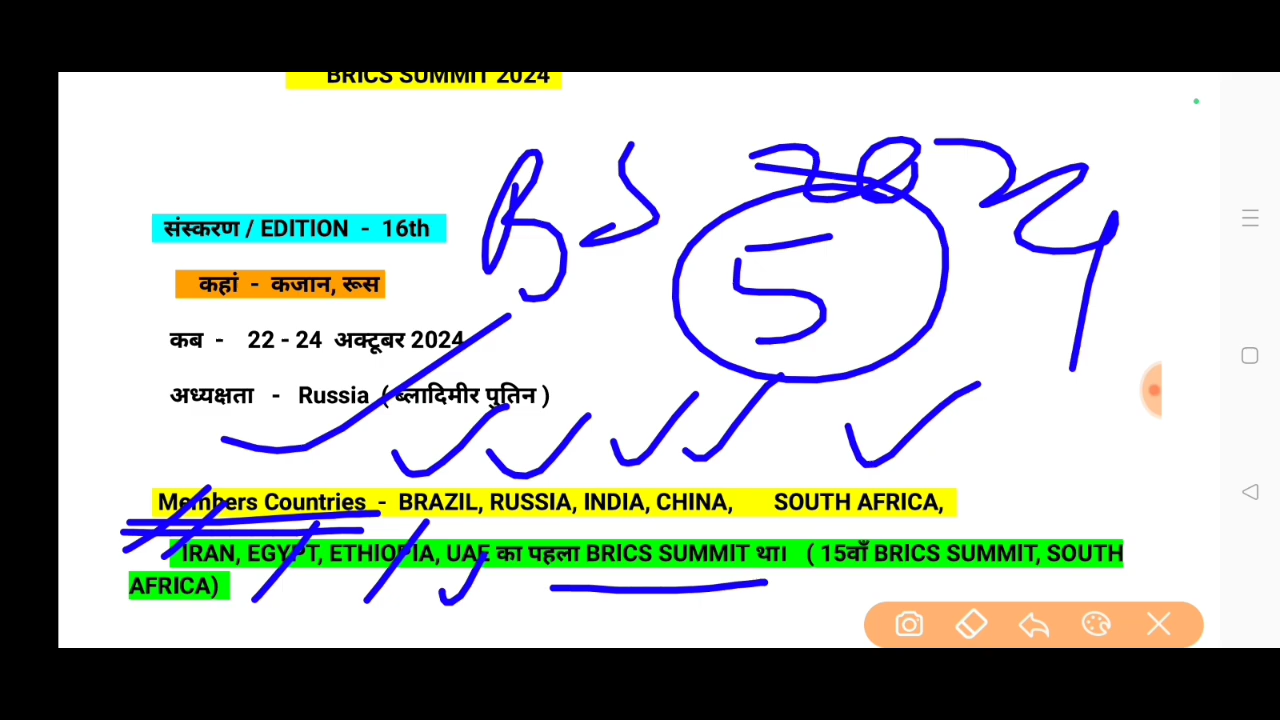 BRICS SUMMIT 2024
संस्करण / EDITION - 16th
कहां - कजान, रूस
कब - 22 - 24 अक्टूबर 2024
अध्यक्षता - Russia ( ब्लादिमीर पुतिन )
Members Countries - BRAZIL, RUSSIA, INDIA, CHINA, SOUTH AFRICA,
IRAN, EGYPT, ETHIOPIA, UAE का पहला BRICS SUMMIT था। ( 15वाँ BRICS SUMMIT, SOUTH
AFRICA)
5